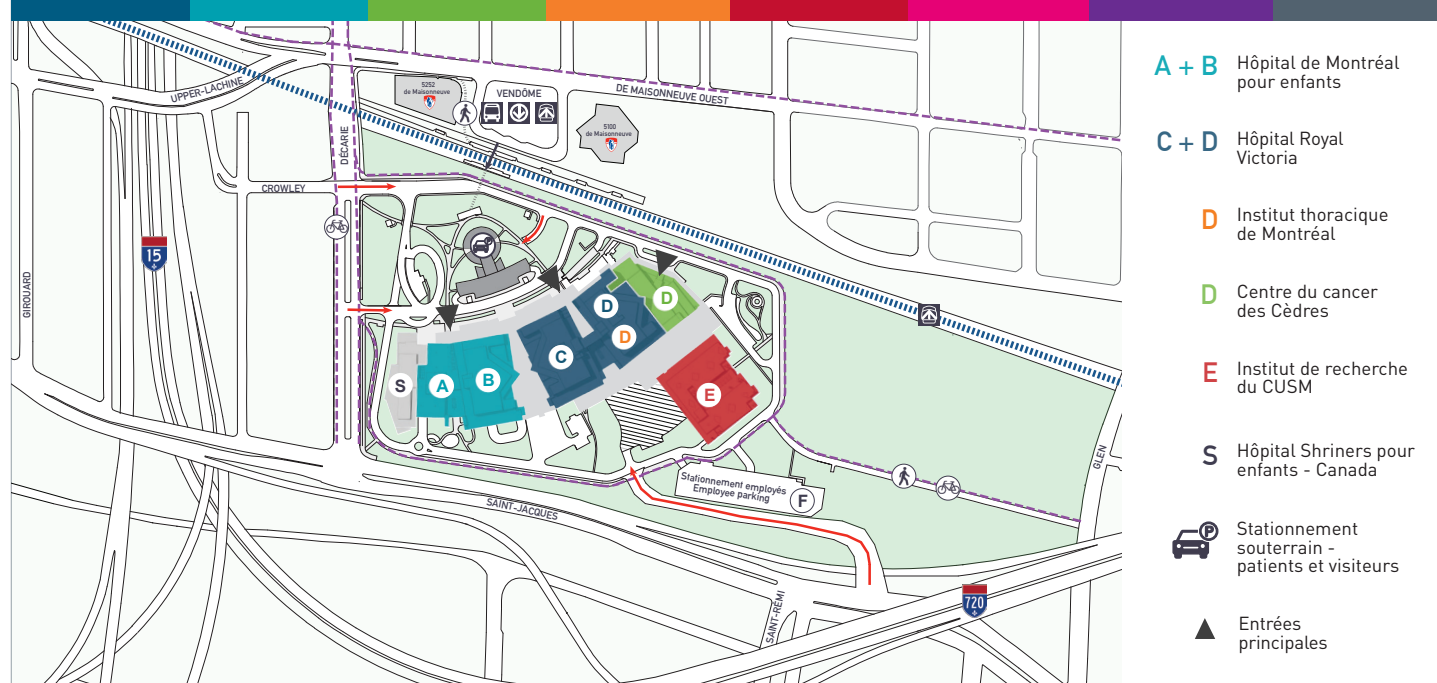 5252
de Maisonneuve
VENDÔME
DE MAISONNEUVE OUEST
UPPER-LACHINE
5100
de Maisonneuve
DÉCARIE
CROWLEY
15
GIROUARD
D
D
D
C
S
A
B
E
GLEN
Stationnement employés
Employee parking
F
SAINT-JACQUES
SAINT-RÉMI
720
A + B
Hôpital de Montréal
pour enfants
C + D
Hôpital Royal
Victoria
D
Institut thoracique
de Montréal
D
Centre du cancer
des Cèdres
E
Institut de recherche
du CUSM
S
Hôpital Shriners pour
enfants - Canada
P
Stationnement
souterrain -
patients et visiteurs
Entrées
principales